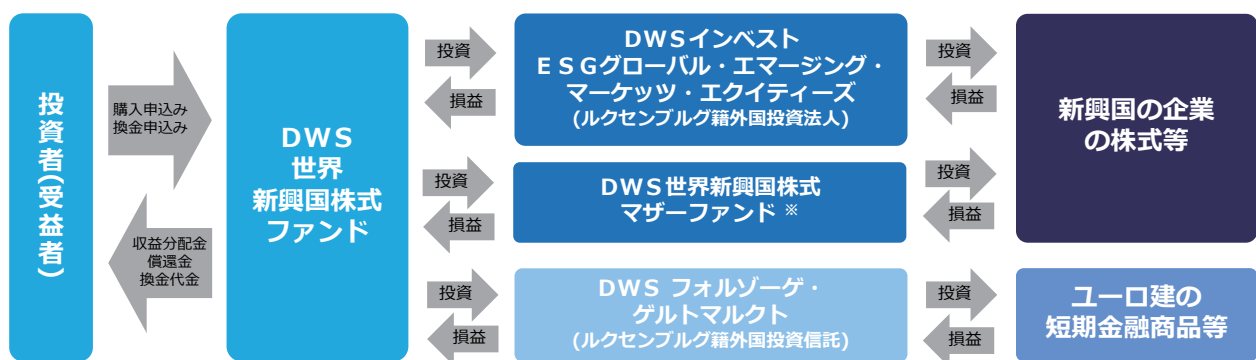 投資者(受益者)
購入申込み
換金申込み
収益分配金
償還金
換金代金
DWS
世界
新興国株式
ファンド
投資
損益
DWSインベスト
ESGグローバル・エマージング・
マーケッツ・エクイティーズ
(ルクセンブルグ籍外国投資法人)
投資
損益
新興国の企業
の株式等
投資
損益
DWS世界新興国株式
マザーファンド ※
投資
損益
投資
損益
DWS フォルゾーゲ・
ゲルトマルクト
(ルクセンブルグ籍外国投資信託)
投資
損益
ユーロ建の
短期金融商品等